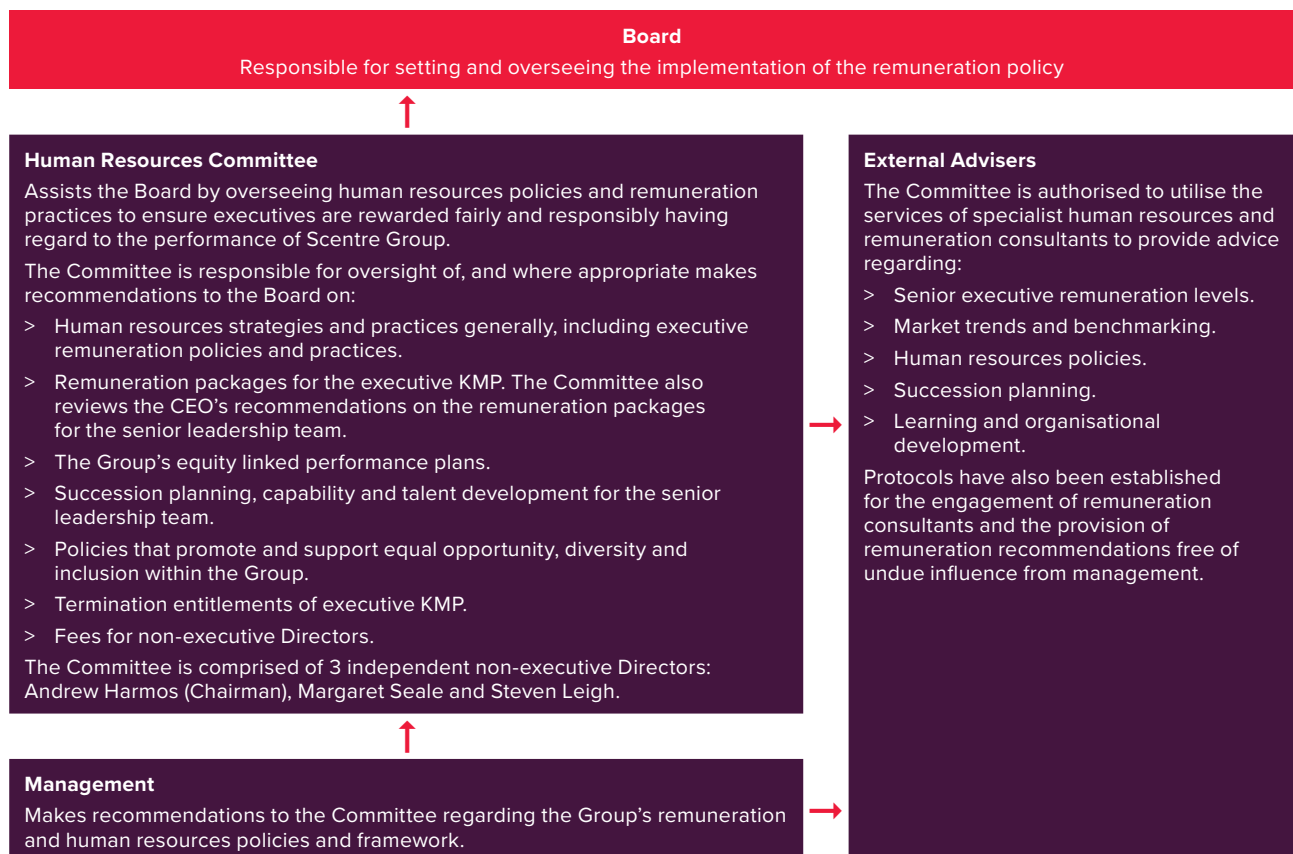 Board
Responsible for setting and overseeing the implementation of the remuneration policy
Human Resources Committee
Assists the Board by overseeing human resources policies and remuneration
practices to ensure executives are rewarded fairly and responsibly having
regard to the performance of Scentre Group.
The Committee is responsible for oversight of, and where appropriate makes
recommendations to the Board on:
> Human resources strategies and practices generally, including executive
remuneration policies and practices.
> Remuneration packages for the executive KMP. The Committee also
reviews the CEO’s recommendations on the remuneration packages
for the senior leadership team.
> The Group’s equity linked performance plans.
> Succession planning, capability and talent development for the senior
leadership team.
> Policies that promote and support equal opportunity, diversity and
inclusion within the Group.
> Termination entitlements of executive KMP.
> Fees for non-executive Directors.
The Committee is comprised of 3 independent non-executive Directors:
Andrew Harmos (Chairman), Margaret Seale and Steven Leigh.
External Advisers
The Committee is authorised to utilise the
services of specialist human resources and
remuneration consultants to provide advice
regarding:
> Senior executive remuneration levels.
> Market trends and benchmarking.
> Human resources policies.
> Succession planning.
> Learning and organisational
development.
Protocols have also been established
for the engagement of remuneration
consultants and the provision of
remuneration recommendations free of
undue influence from management.
Management
Makes recommendations to the Committee regarding the Group’s remuneration
and human resources policies and framework.